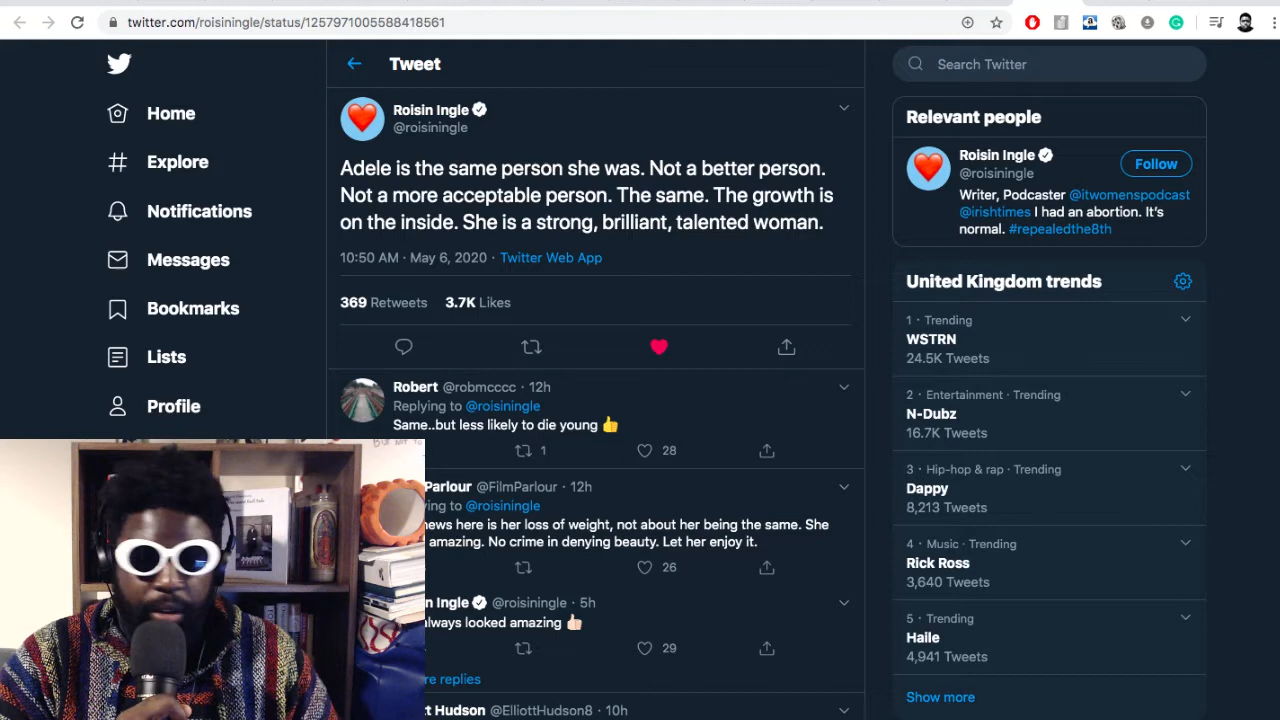 twitter.com/roisiningle/status/1257971005588418561
Home
Explore
Notifications
Messages
Bookmarks
Lists
Profile
Tweet
Roisin Ingle
@roisiningle
Adele is the same person she was. Not a better person.
Not a more acceptable person. The same. The growth is
on the inside. She is a strong, brilliant, talented woman.
10:50 AM · May 6, 2020 · Twitter Web App
369 Retweets 3.7K Likes
Robert @robmcccc · 12h
Replying to @roisiningle
Same..but less likely to die young 👍
1 28
Parlour @FilmParlour · 12h
ying to @roisiningle
news here is her loss of weight, not about her being the same. She
amazing. No crime in denying beauty. Let her enjoy it.
26
n Ingle @roisiningle · 5h
always looked amazing 👍🏻
29
re replies
tt Hudson @ElliottHudson8 · 10h
Search Twitter
Relevant people
Roisin Ingle
@roisiningle
Follow
Writer, Podcaster @itwomenspodcast
@irishtimes I had an abortion. It's
normal. #repealedthe8th
United Kingdom trends
1 · Trending
WSTRN
24.5K Tweets
2 · Entertainment · Trending
N-Dubz
16.7K Tweets
3 · Hip-hop & rap · Trending
Dappy
8,213 Tweets
4 · Music · Trending
Rick Ross
3,640 Tweets
5 · Trending
Haile
4,941 Tweets
Show more